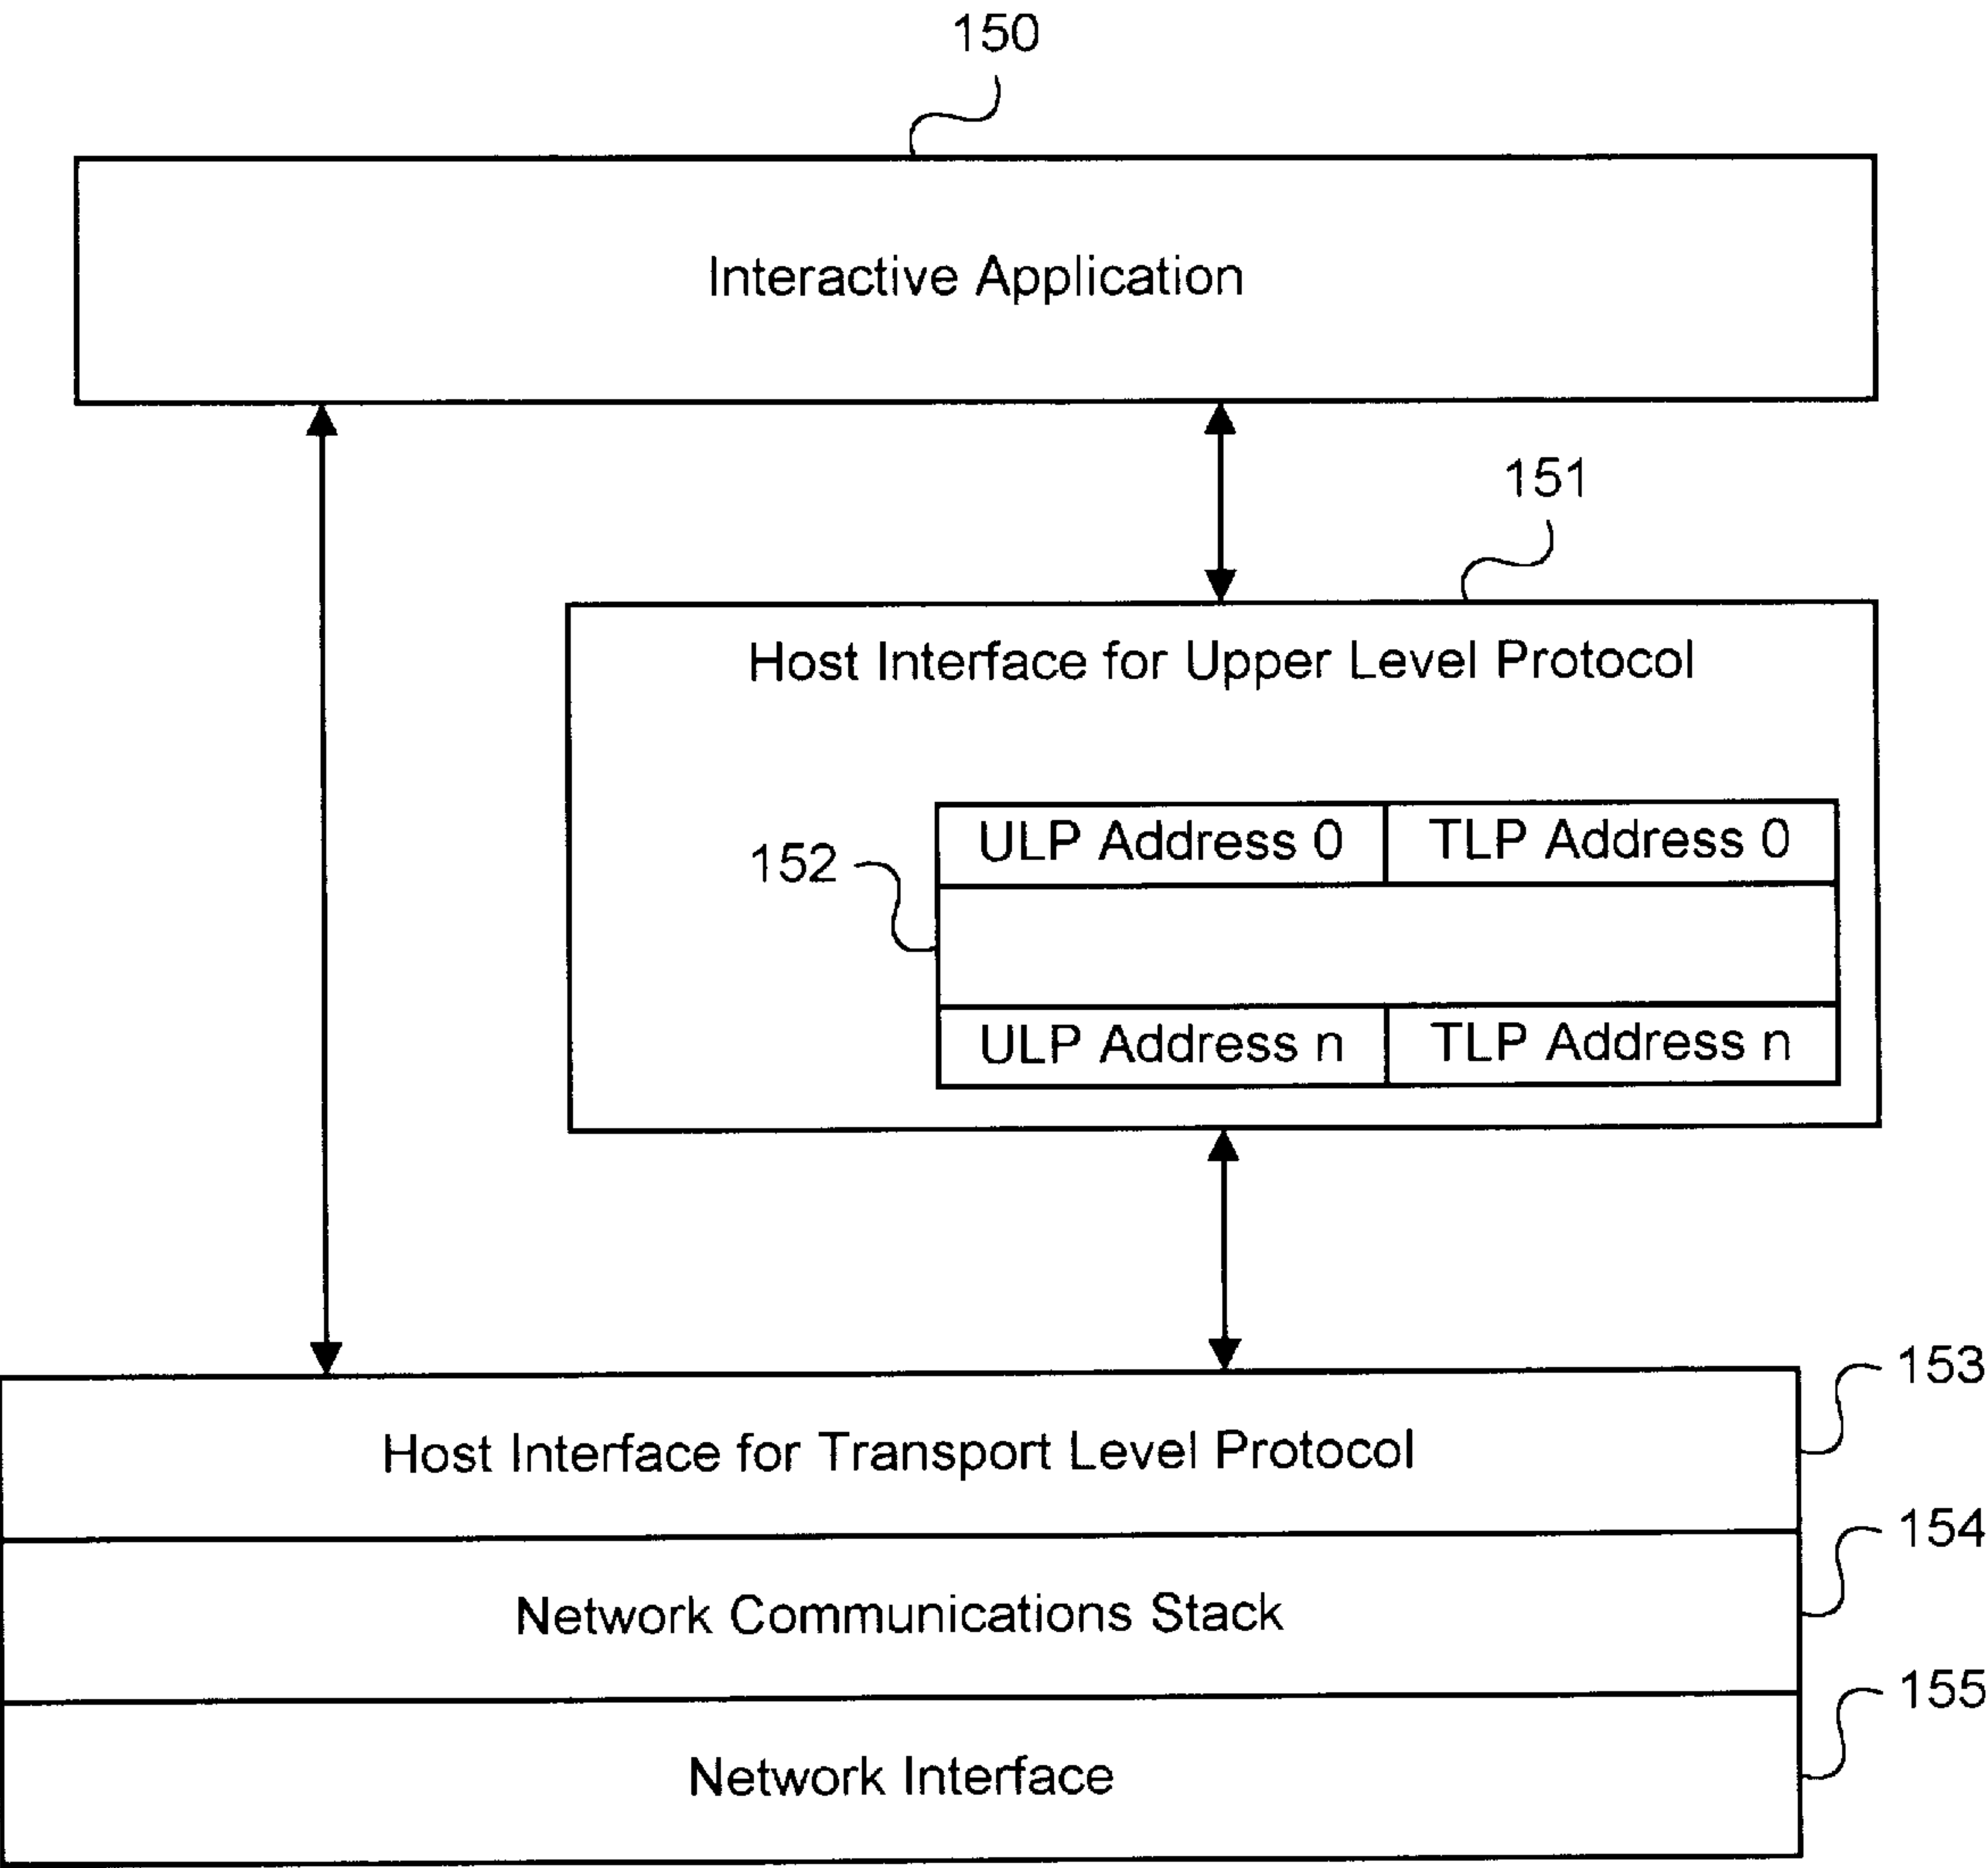 150
Interactive Application
151
Host Interface for Upper Level Protocol
ULP Address 0 TLP Address 0
152
ULP Address n TLP Address n
153
Host Interface for Transport Level Protocol
154
Network Communications Stack
155
Network Interface